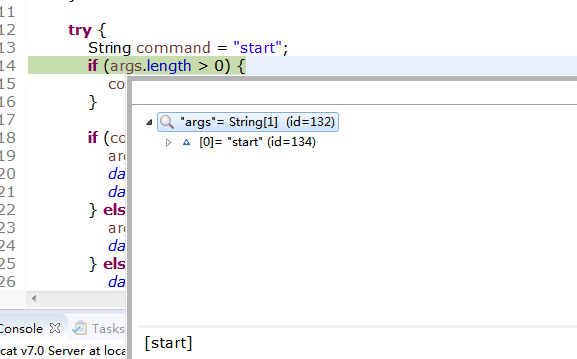 11
12 try {
13 String command = "start";
14 if (args.length > 0) {
15 co
16 }
17
18 if (co
19 ar
20 da
21 da
22 } els
23 ar
24 da
25 } els
26 da
"args"= String[1] (id=132)
[0]= "start" (id=134)
[start]
Console Tasks
cat v7.0 Server at loca